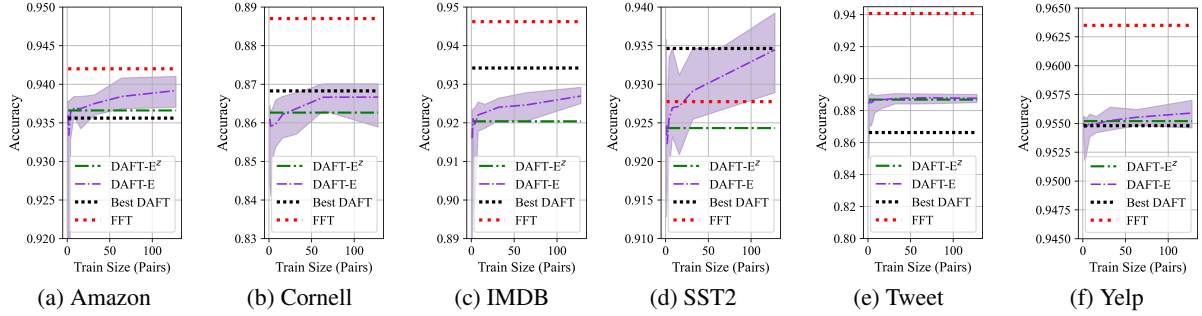 Accuracy
0.950
0.945
0.940
0.935
0.930
0.925
0.920
DAFT-E^z
DAFT-E
Best DAFT
FFT
0 50 100
Train Size (Pairs)
(a) Amazon
Accuracy
0.89
0.88
0.87
0.86
0.85
0.84
0.83
DAFT-E^z
DAFT-E
Best DAFT
FFT
0 50 100
Train Size (Pairs)
(b) Cornell
Accuracy
0.95
0.94
0.93
0.92
0.91
0.90
0.89
DAFT-E^z
DAFT-E
Best DAFT
FFT
0 50 100
Train Size (Pairs)
(c) IMDB
Accuracy
0.940
0.935
0.930
0.925
0.920
0.915
0.910
DAFT-E^z
DAFT-E
Best DAFT
FFT
0 50 100
Train Size (Pairs)
(d) SST2
Accuracy
0.94
0.92
0.90
0.88
0.86
0.84
0.82
0.80
DAFT-E^z
DAFT-E
Best DAFT
FFT
0 50 100
Train Size (Pairs)
(e) Tweet
Accuracy
0.9650
0.9625
0.9600
0.9575
0.9550
0.9525
0.9500
0.9475
0.9450
DAFT-E^z
DAFT-E
Best DAFT
FFT
0 50 100
Train Size (Pairs)
(f) Yelp